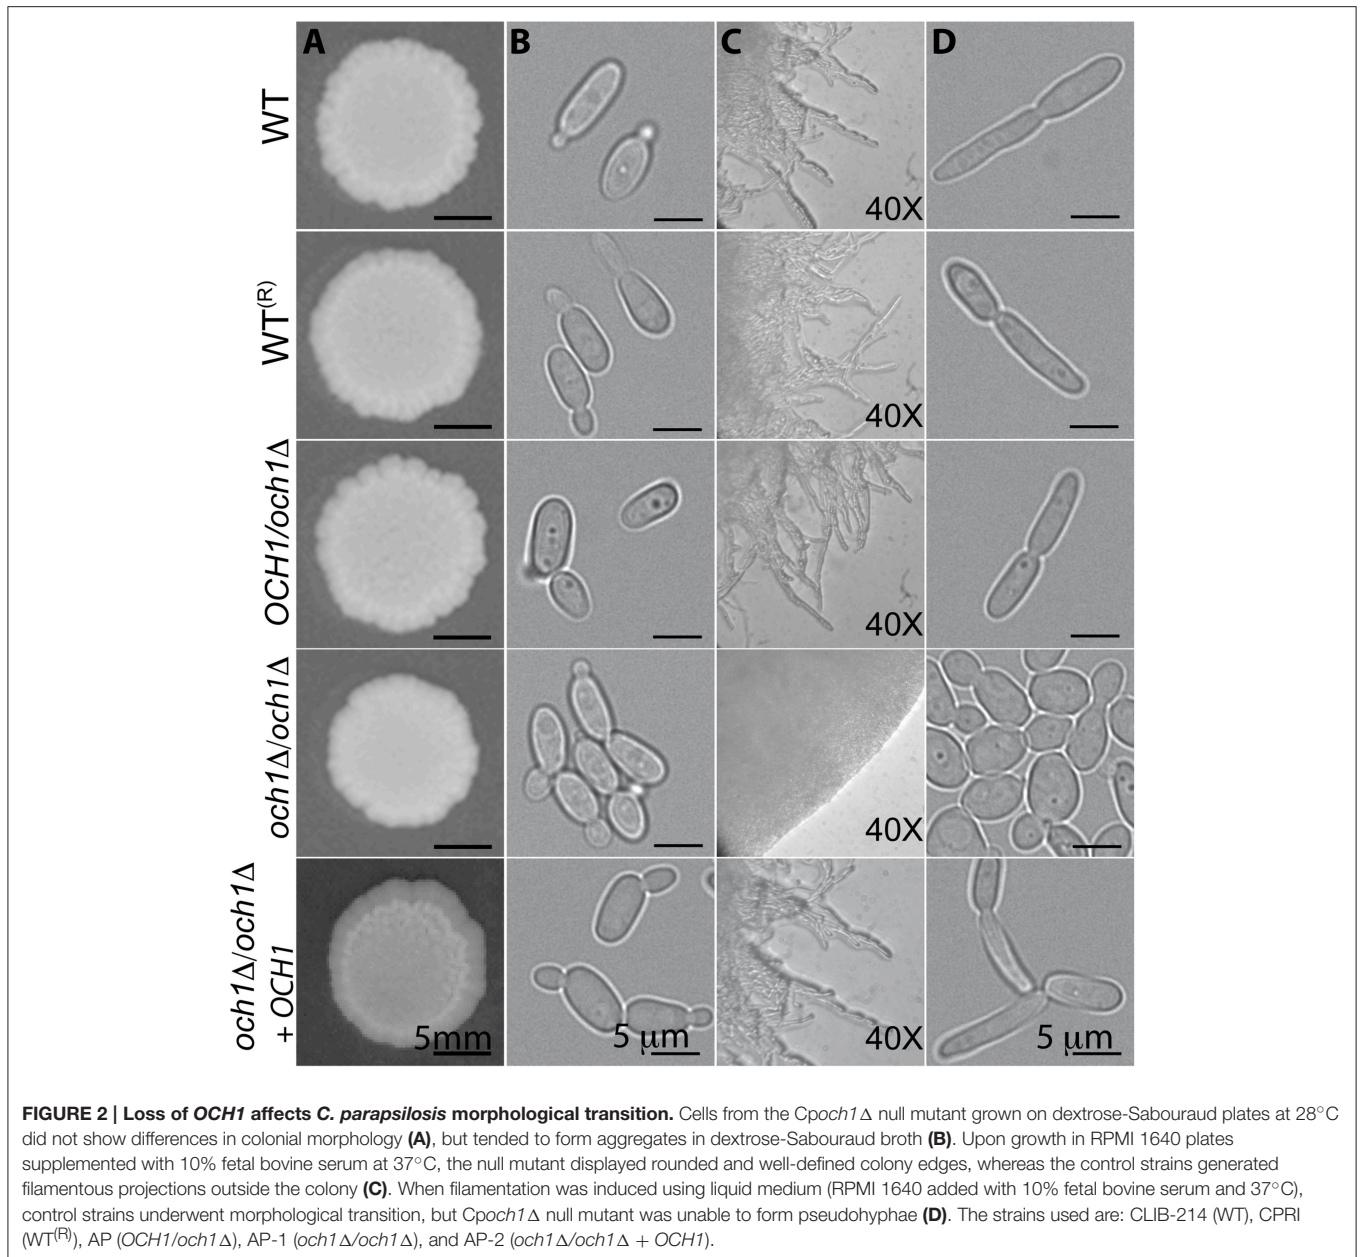 A B C D
WT
40X
WT(R)
40X
OCH1/och1Δ
40X
och1Δ/och1Δ
40X
och1Δ/och1Δ
+ OCH1
5mm 5 μm 40X 5 μm
FIGURE 2 | Loss of OCH1 affects C. parapsilosis morphological transition. Cells from the Cpoch1Δ null mutant grown on dextrose-Sabouraud plates at 28°C
did not show differences in colonial morphology (A), but tended to form aggregates in dextrose-Sabouraud broth (B). Upon growth in RPMI 1640 plates
supplemented with 10% fetal bovine serum at 37°C, the null mutant displayed rounded and well-defined colony edges, whereas the control strains generated
filamentous projections outside the colony (C). When filamentation was induced using liquid medium (RPMI 1640 added with 10% fetal bovine serum and 37°C),
control strains underwent morphological transition, but Cpoch1Δ null mutant was unable to form pseudohyphae (D). The strains used are: CLIB-214 (WT), CPRI
(WT(R)), AP (OCH1/och1Δ), AP-1 (och1Δ/och1Δ), and AP-2 (och1Δ/och1Δ + OCH1).